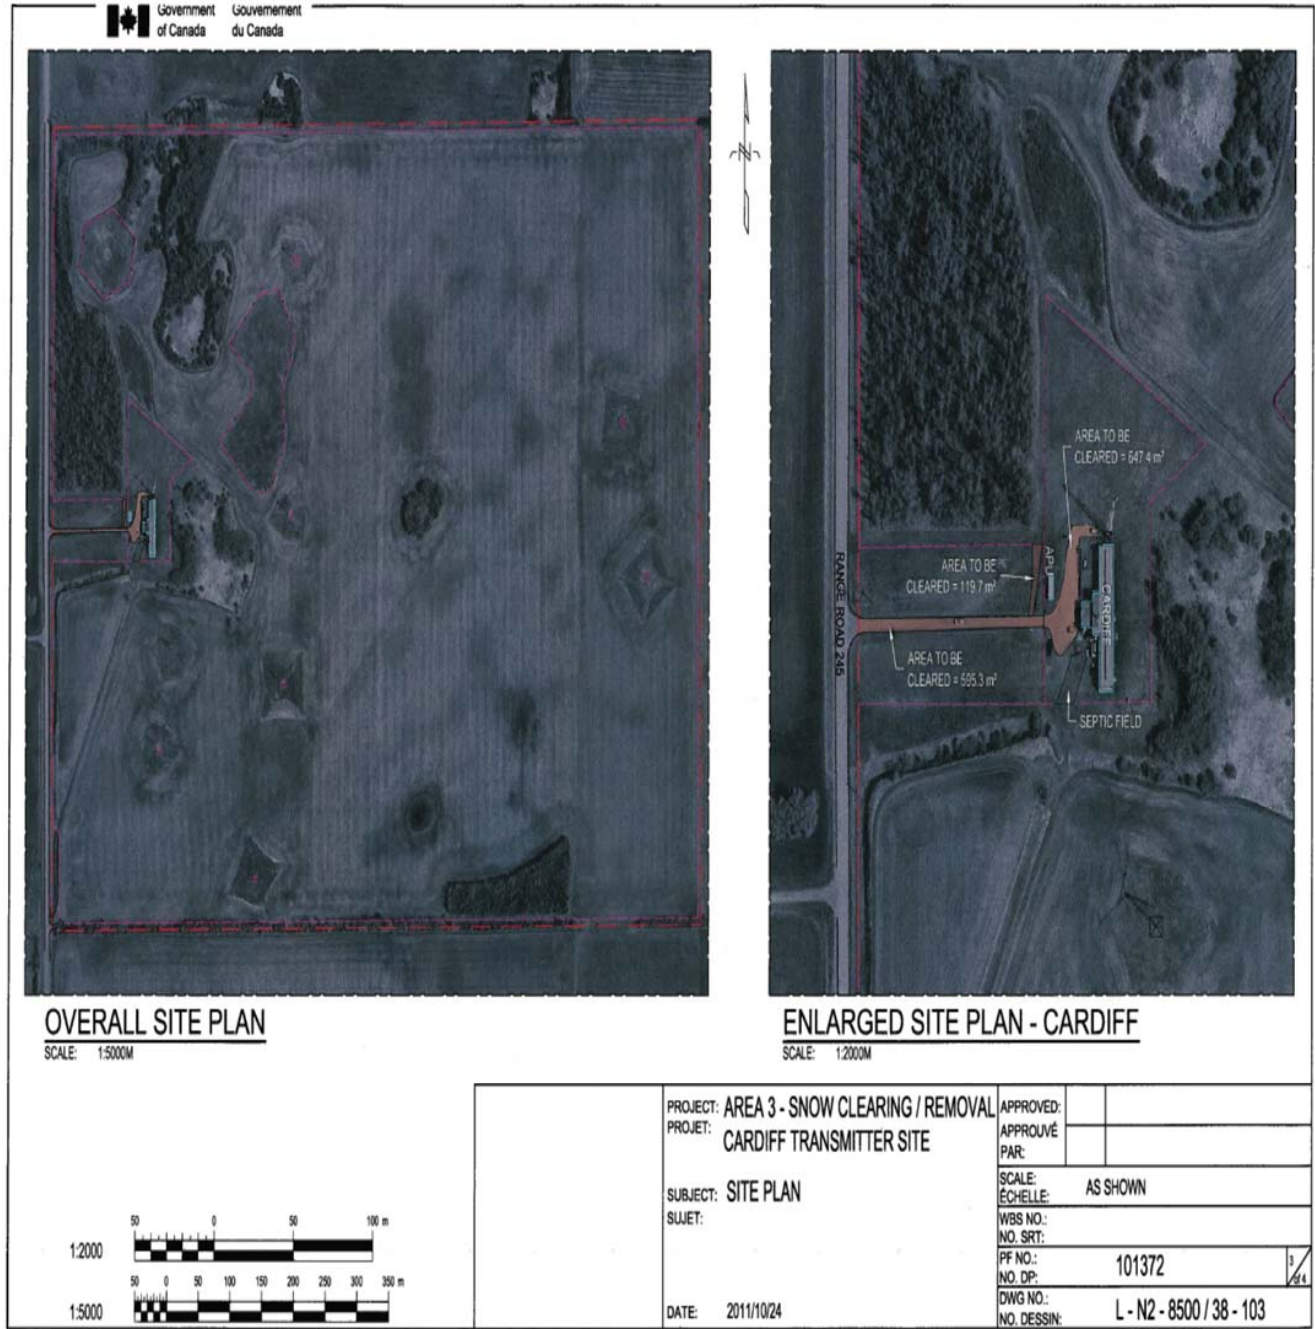 Government
of Canada
Gouvernement
du Canada
AREA TO BE
CLEARED = 647.4 m²
AREA TO BE
CLEARED = 119.7 m²
APU
CARDIFF
RANGE ROAD 245
AREA TO BE
CLEARED = 595.3 m²
SEPTIC FIELD
OVERALL SITE PLAN
SCALE: 1:5000M
ENLARGED SITE PLAN - CARDIFF
SCALE: 1:2000M
50 0 50 100 m
1:2000
50 0 50 100 150 200 250 300 350 m
1:5000
PROJECT: AREA 3 - SNOW CLEARING / REMOVAL
PROJET: CARDIFF TRANSMITTER SITE
SUBJECT: SITE PLAN
SUJET:
DATE: 2011/10/24
APPROVED:
APPROUVÉ
PAR:
SCALE: AS SHOWN
ÉCHELLE:
WBS NO.:
NO. SRT:
PF NO.: 101372
NO. DP:
3
of 4
DWG NO.: L - N2 - 8500 / 38 - 103
NO. DESSIN: